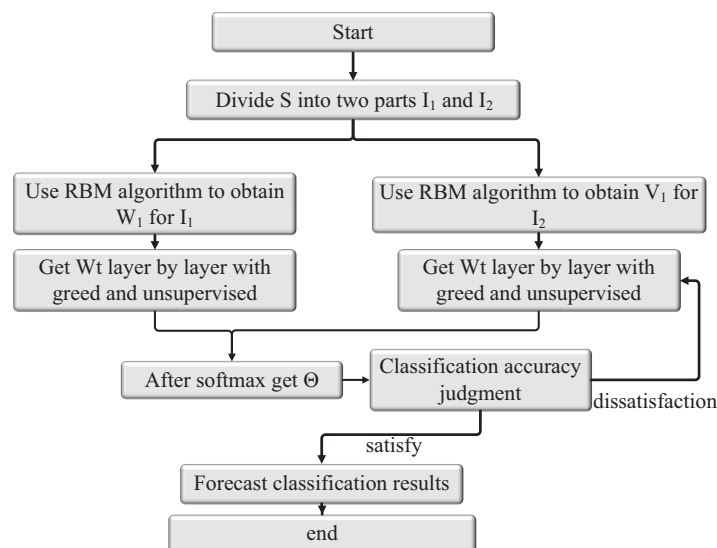 Start
Divide S into two parts I₁ and I₂
Use RBM algorithm to obtain
W₁ for I₁
Use RBM algorithm to obtain V₁ for
I₂
Get Wt layer by layer with
greed and unsupervised
Get Wt layer by layer with
greed and unsupervised
After softmax get Θ
Classification accuracy
judgment
dissatisfaction
satisfy
Forecast classification results
end